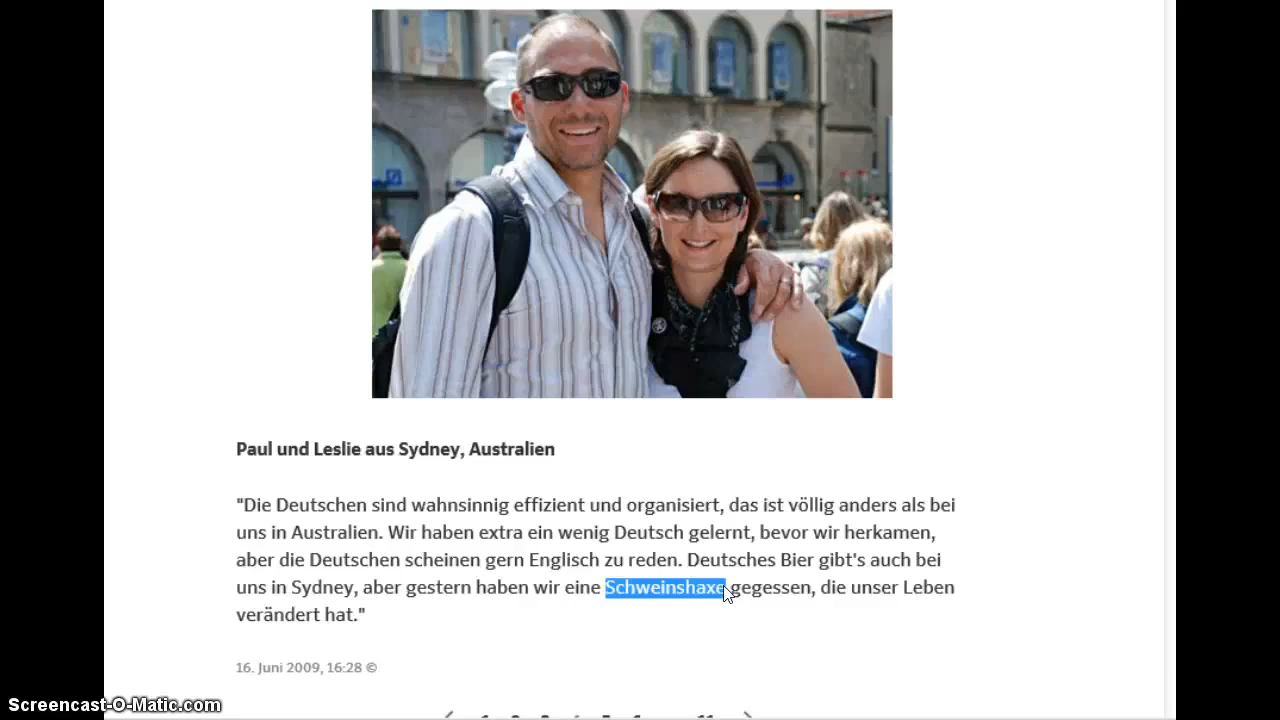 Paul und Leslie aus Sydney, Australien
"Die Deutschen sind wahnsinnig effizient und organisiert, das ist völlig anders als bei
uns in Australien. Wir haben extra ein wenig Deutsch gelernt, bevor wir herkamen,
aber die Deutschen scheinen gern Englisch zu reden. Deutsches Bier gibt's auch bei
uns in Sydney, aber gestern haben wir eine Schweinshaxe gegessen, die unser Leben
verändert hat."
16. Juni 2009, 16:28 ©
Screencast-O-Matic.com